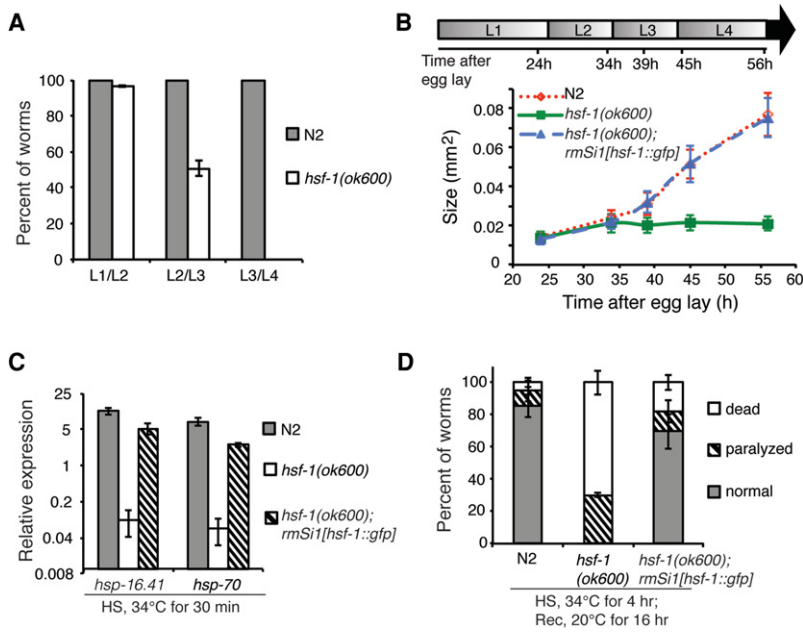 A
Percent of worms
100
80
60
40
20
0
L1/L2 L2/L3 L3/L4
N2
hsf-1(ok600)
B
L1 L2 L3 L4
Time after
egg lay
24h 34h 39h 45h 56h
N2
hsf-1(ok600)
hsf-1(ok600);
rmSi1[hsf-1::gfp]
Size (mm2)
0.08
0.06
0.04
0.02
0
20 25 30 35 40 45 50 55 60
Time after egg lay (h)
C
Relative expression
25
5
1
0.2
0.04
0.008
hsp-16.41 hsp-70
HS, 34°C for 30 min
N2
hsf-1(ok600)
hsf-1(ok600);
rmSi1[hsf-1::gfp]
D
Percent of worms
100
80
60
40
20
0
N2 hsf-1 hsf-1(ok600);
(ok600) rmSi1[hsf-1::gfp]
HS, 34°C for 4 hr;
Rec, 20°C for 16 hr
dead
paralyzed
normal